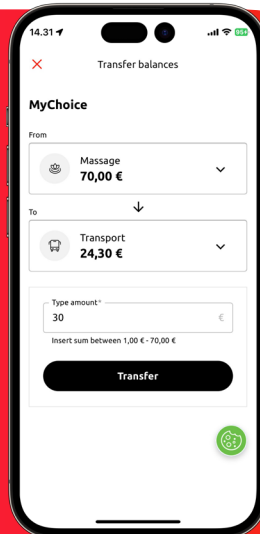 14.31
Transfer balances
MyChoice
From
Massage
70,00 €
To
Transport
24,30 €
Type amount*
30 €
Insert sum between 1,00 € - 70,00 €
Transfer